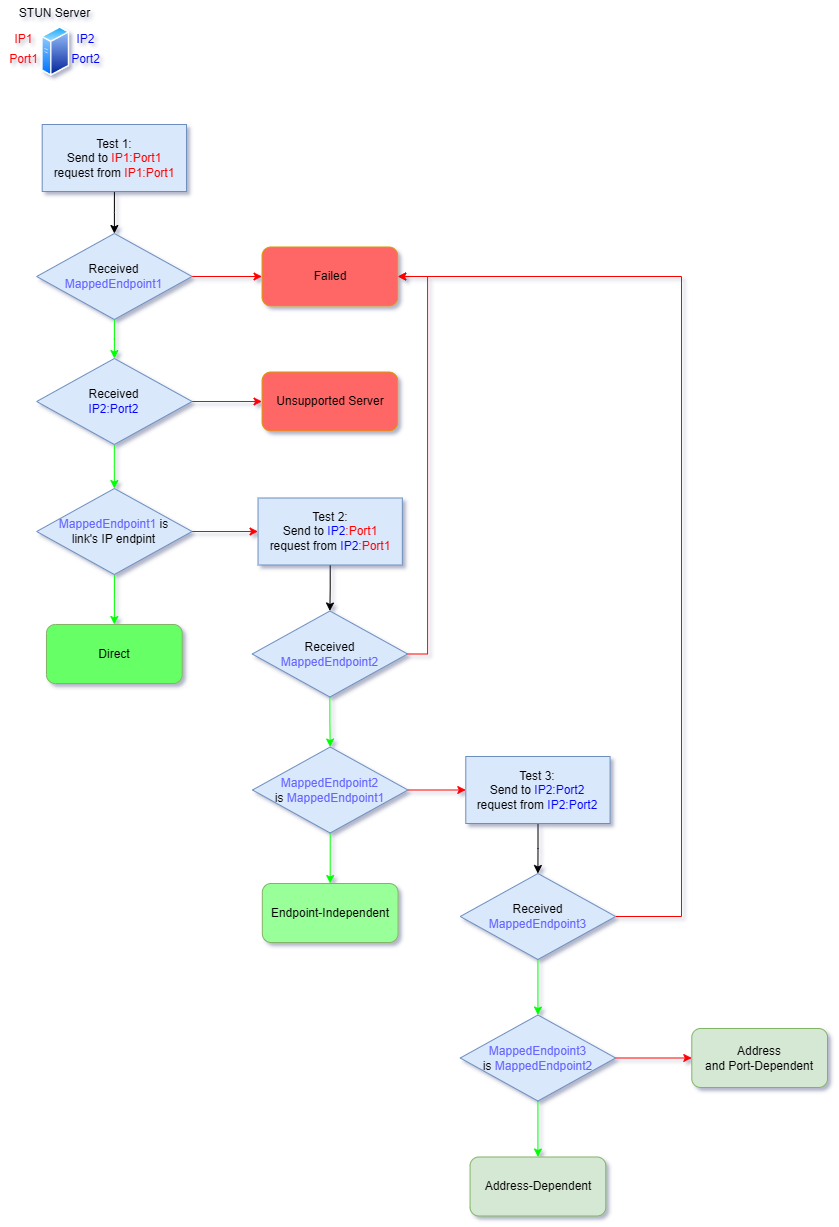 STUN Server
IP1
IP2
Port1
Port2
Test 1:
Send to IP1:Port1
request from IP1:Port1
Received
MappedEndpoint1
Failed
Received
IP2:Port2
Unsupported Server
MappedEndpoint1 is
link's IP endpint
Test 2:
Send to IP2:Port1
request from IP2:Port1
Direct
Received
MappedEndpoint2
MappedEndpoint2
is MappedEndpoint1
Test 3:
Send to IP2:Port2
request from IP2:Port2
Endpoint-Independent
Received
MappedEndpoint3
MappedEndpoint3
is MappedEndpoint2
Address
and Port-Dependent
Address-Dependent